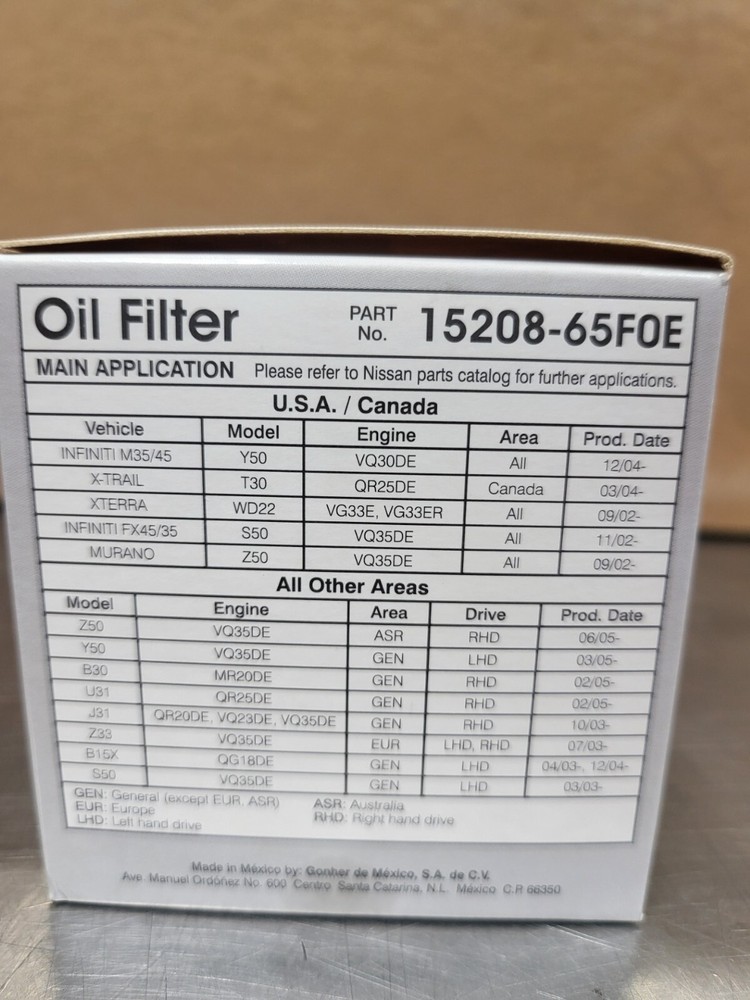 Oil Filter PART No. 15208-65F0E
MAIN APPLICATION Please refer to Nissan parts catalog for further applications.
U.S.A. / Canada
Vehicle Model Engine Area Prod. Date
INFINITI M35/45 Y50 VQ30DE All 12/04-
X-TRAIL T30 QR25DE Canada 03/04-
XTERRA WD22 VG33E, VG33ER All 09/02-
INFINITI FX45/35 S50 VQ35DE All 11/02-
MURANO Z50 VQ35DE All 09/02-
All Other Areas
Model Engine Area Drive Prod. Date
Z50 VQ35DE ASR RHD 06/05-
Y50 VQ35DE GEN LHD 03/05-
B30 MR20DE GEN RHD 02/05-
U31 QR25DE GEN RHD 02/05-
J31 QR20DE, VQ23DE, VQ35DE GEN RHD 10/03-
Z33 VQ35DE EUR LHD, RHD 07/03-
B15X QG18DE GEN LHD 04/03-, 12/04-
S50 VQ35DE GEN LHD 03/03-
GEN: General (except EUR, ASR) ASR: Australia
EUR: Europe RHD: Right hand drive
LHD: Left hand drive
Made in México by: Gonher de México, S.A. de C.V.
Ave. Manuel Ordóñez No. 600 Centro Santa Catarina, N.L. México C.P. 66350